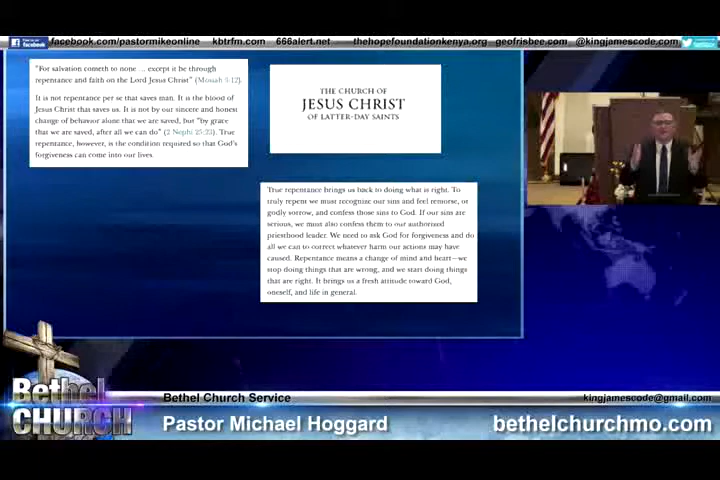 facebook.com/pastormikeonline kbtrfm.com 666alert.net thehopefoundationkenya.org geofrisbee.com @kingjamescode.com
"For salvation cometh to none ... except it be through
repentance and faith on the Lord Jesus Christ" (Mosiah 3:12).
It is not repentance per se that saves man. It is the blood of
Jesus Christ that saves us. It is not by our sincere and honest
change of behavior alone that we are saved, but "by grace
that we are saved, after all we can do" (2 Nephi 25:23). True
repentance, however, is the condition required so that God's
forgiveness can come into our lives.
THE CHURCH OF
JESUS CHRIST
OF LATTER-DAY SAINTS
True repentance brings us back to doing what is right. To
truly repent we must recognize our sins and feel remorse, or
godly sorrow, and confess those sins to God. If our sins are
serious, we must also confess them to our authorized
priesthood leader. We need to ask God for forgiveness and do
all we can to correct whatever harm our actions may have
caused. Repentance means a change of mind and heart—we
stop doing things that are wrong, and we start doing things
that are right. It brings us a fresh attitude toward God,
oneself, and life in general.
Bethel
CHURCH
Bethel Church Service
kingjamescode@gmail.com
Pastor Michael Hoggard
bethelchurchmo.com